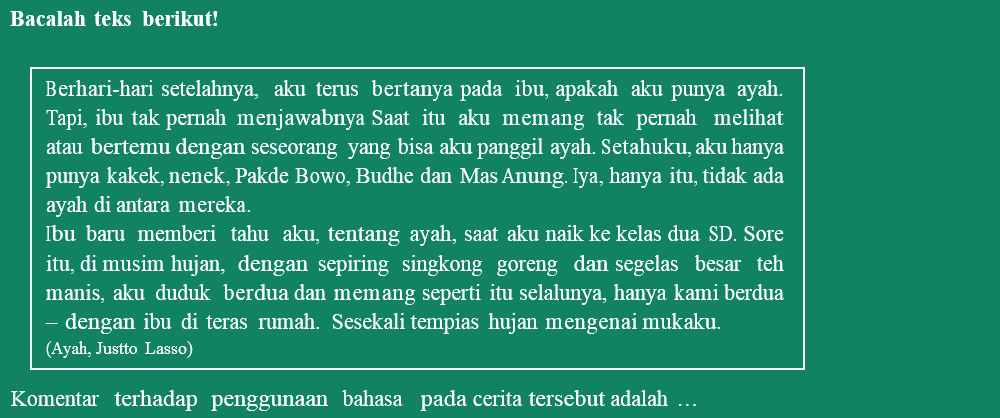 Bacalah teks berikut!
Berhari-hari setelahnya, aku terus bertanya pada ibu, apakah aku punya ayah.
Tapi, ibu tak pernah menjawabnya Saat itu aku memang tak pernah melihat
atau bertemu dengan seseorang yang bisa aku panggil ayah. Setahuku, aku hanya
punya kakek, nenek, Pakde Bowo, Budhe dan Mas Anung. Iya, hanya itu, tidak ada
ayah di antara mereka.
Ibu baru memberi tahu aku, tentang ayah, saat aku naik ke kelas dua SD. Sore
itu, di musim hujan, dengan sepiring singkong goreng dan segelas besar teh
manis, aku duduk berdua dan memang seperti itu selalunya, hanya kami berdua
– dengan ibu di teras rumah. Sesekali tempias hujan mengenai mukaku.
(Ayah, Justto Lasso)
Komentar terhadap penggunaan bahasa pada cerita tersebut adalah …